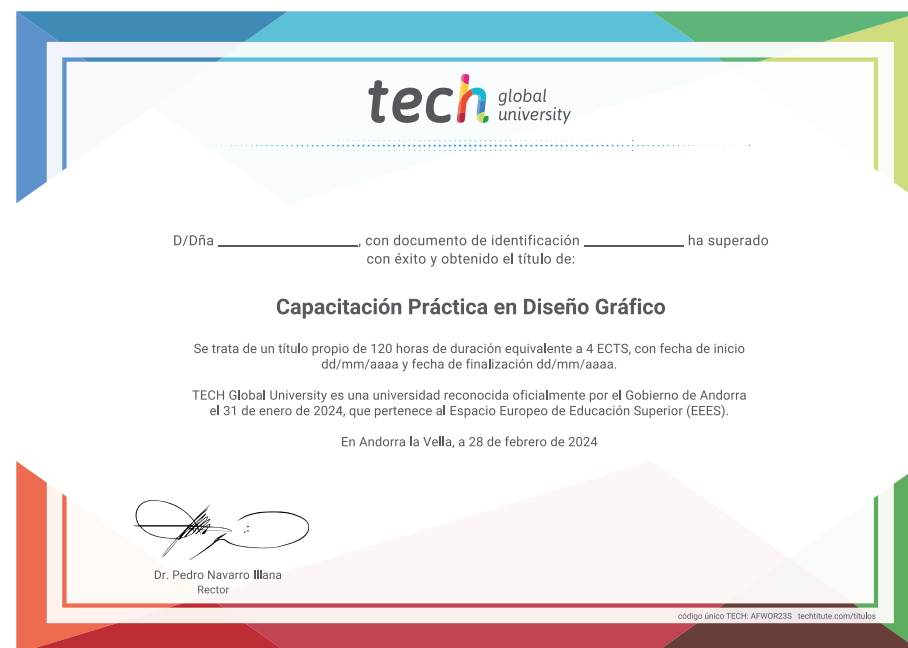 tech global
university
D/Dña ________________, con documento de identificación ____________ ha superado
con éxito y obtenido el título de:
Capacitación Práctica en Diseño Gráfico
Se trata de un título propio de 120 horas de duración equivalente a 4 ECTS, con fecha de inicio
dd/mm/aaaa y fecha de finalización dd/mm/aaaa.
TECH Global University es una universidad reconocida oficialmente por el Gobierno de Andorra
el 31 de enero de 2024, que pertenece al Espacio Europeo de Educación Superior (EEES).
En Andorra la Vella, a 28 de febrero de 2024
Dr. Pedro Navarro Illana
Rector
código único TECH: AFWOR23S techtitute.com/titulos